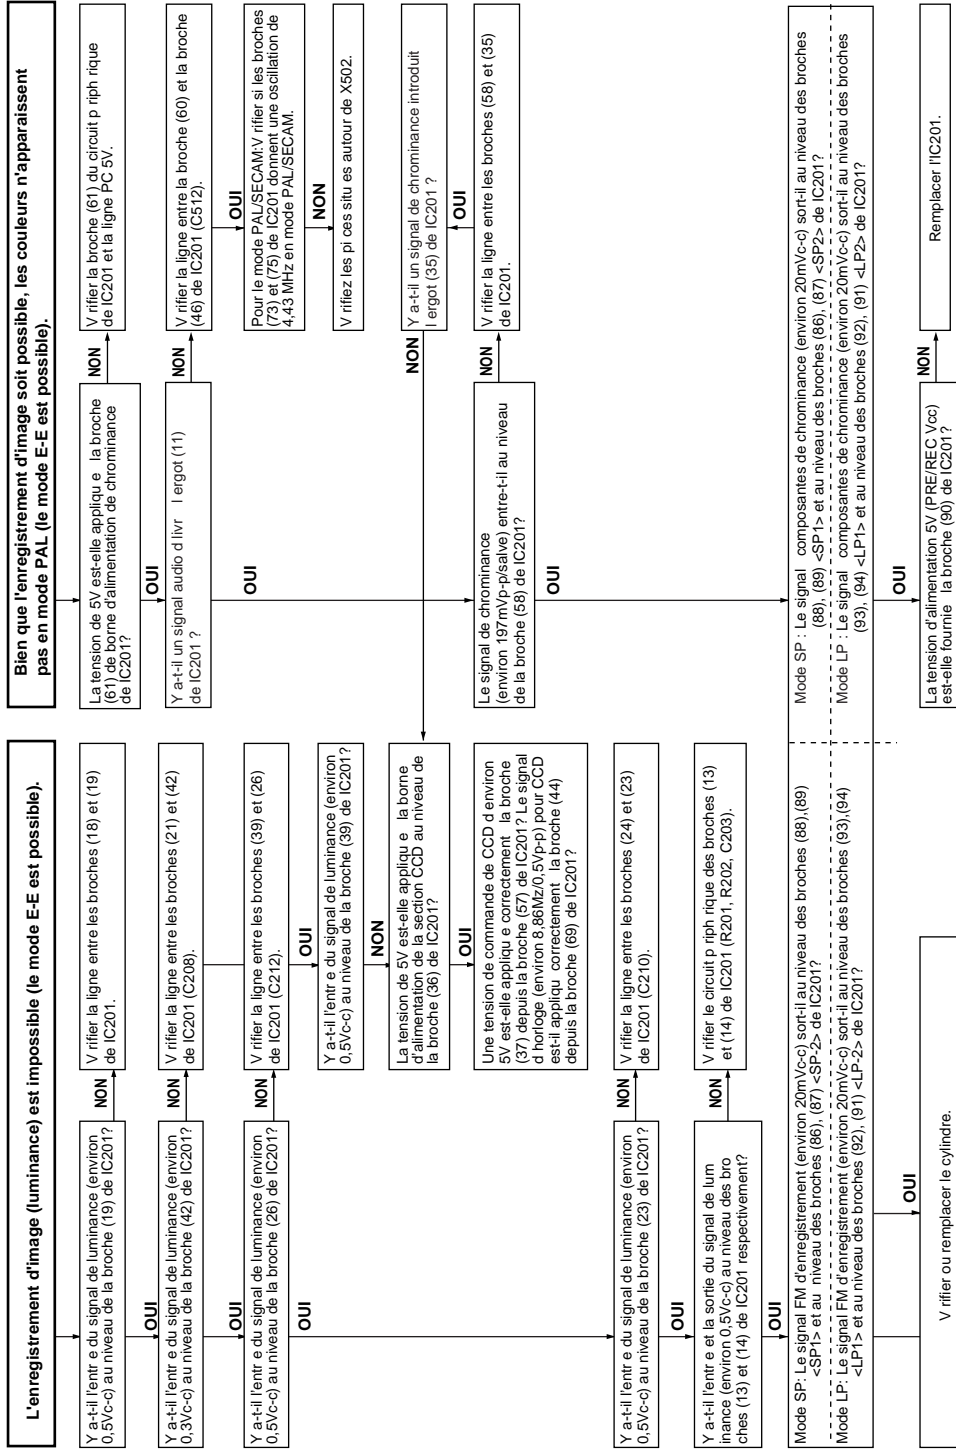 L'enregistrement d'image (luminance) est impossible (le mode E-E est possible).
Y a-t-il l'entr e du signal de luminance (environ
0,5Vc-c) au niveau de la broche (19) de IC201?
NON
V rifier la ligne entre les broches (18) et (19)
de IC201.
OUI
Y a-t-il l'entr e du signal de luminance (environ
0,3Vc-c) au niveau de la broche (42) de IC201?
NON
V rifier la ligne entre les broches (21) et (42)
de IC201 (C208).
OUI
Y a-t-il l'entr e du signal de luminance (environ
0,5Vc-c) au niveau de la broche (26) de IC201?
NON
V rifier la ligne entre les broches (39) et (26)
de IC201 (C212).
OUI
OUI
Y a-t-il l'entr e du signal de luminance (environ
0,5Vc-c) au niveau de la broche (39) de IC201?
NON
La tension de 5V est-elle appliqu e la borne
d'alimentation de la section CCD au niveau de
la broche (36) de IC201?
OUI
Une tension de commande de CCD d environ
5V est-elle appliqu e correctement la broche
(37) depuis la broche (57) de IC201? Le signal
d horloge (environ 8,86Mz/0,5Vp-p) pour CCD
est-il appliqu correctement la broche (44)
depuis la broche (69) de IC201?
Y a-t-il l'entr e du signal de luminance (environ
0,5Vc-c) au niveau de la broche (23) de IC201?
NON
V rifier la ligne entre les broches (24) et (23)
de IC201 (C210).
OUI
Y a-t-il l'entr e et la sortie du signal de lum
inance (environ 0,5Vc-c) au niveau des bro
ches (13) et (14) de IC201 respectivement?
NON
V rifier le circuit p riph rique des broches (13)
et (14) de IC201 (R201, R202, C203).
OUI
Mode SP: Le signal FM d'enregistrement (environ 20mVc-c) sort-il au niveau des broches (88),(89)
<SP1> et au niveau des broches (86), (87) <SP-2> de IC201?
Mode LP: Le signal FM d'enregistrement (environ 20mVc-c) sort-il au niveau des broches (93),(94)
<LP1> et au niveau des broches (92), (91) <LP-2> de IC201?
OUI
V rifier ou remplacer le cylindre.
Bien que l'enregistrement d'image soit possible, les couleurs n'apparaissent
pas en mode PAL (le mode E-E est possible).
La tension de 5V est-elle appliqu e la broche
(61) de borne d'alimentation de chrominance
de IC201?
NON
V rifier la broche (61) du circuit p riph rique
de IC201 et la ligne PC 5V.
OUI
Y a-t-il un signal audio d livr l ergot (11)
de IC201 ?
NON
V rifier la ligne entre la broche (60) et la broche
(46) de IC201 (C512).
OUI
OUI
Pour le mode PAL/SECAM:V rifier si les broches
(73) et (75) de IC201 donnent une oscillation de
4,43 MHz en mode PAL/SECAM.
NON
V rifiez les pi ces situ es autour de X502.
Y a-t-il un signal de chrominance introduit
l ergot (35) de IC201 ?
NON
OUI
Le signal de chrominance
(environ 197mVp-p/salve) entre-t-il au niveau
de la broche (58) de IC201?
NON
V rifier la ligne entre les broches (58) et (35)
de IC201.
OUI
Mode SP : Le signal composantes de chrominance (environ 20mVc-c) sort-il au niveau des broches
(88), (89) <SP1> et au niveau des broches (86), (87) <SP2> de IC201?
Mode LP : Le signal composantes de chrominance (environ 20mVc-c) sort-il au niveau des broches
(93), (94) <LP1> et au niveau des broches (92), (91) <LP2> de IC201?
OUI
La tension d'alimentation 5V (PRE/REC Vcc)
est-elle fournie la broche (90) de IC201?
NON
Remplacer l'IC201.